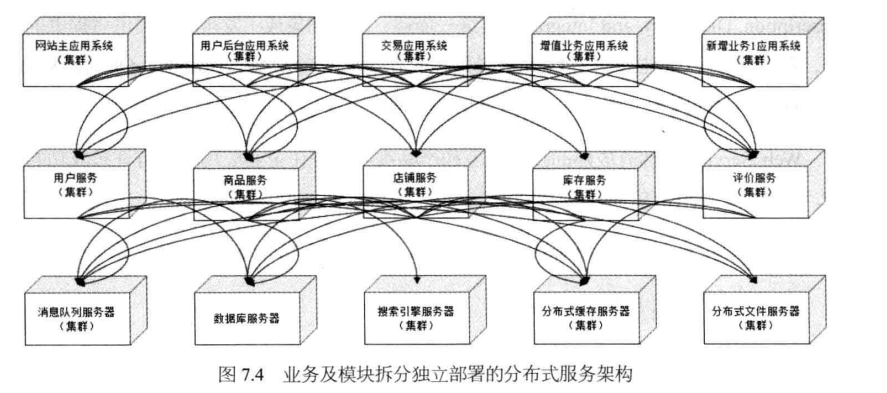 网站主应用系统
（集群）
用户后台应用系统
（集群）
交易应用系统
（集群）
增值业务应用系统
（集群）
新增业务1应用系统
（集群）
用户服务
（集群）
商品服务
（集群）
店铺服务
（集群）
库存服务
（集群）
评价服务
（集群）
消息队列服务器
（集群）
数据库服务器
搜索引擎服务器
（集群）
分布式缓存服务器
（集群）
分布式文件服务器
（集群）
图 7.4 业务及模块拆分独立部署的分布式服务架构